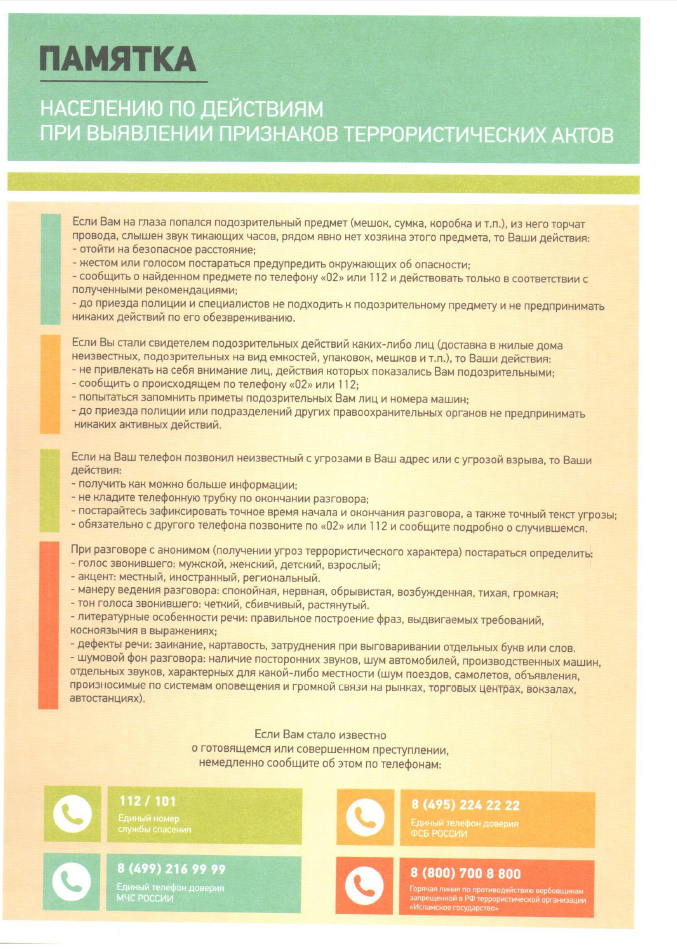 ПАМЯТКА
НАСЕЛЕНИЮ ПО ДЕЙСТВИЯМ
ПРИ ВЫЯВЛЕНИИ ПРИЗНАКОВ ТЕРРОРИСТИЧЕСКИХ АКТОВ
Если Вам на глаза попался подозрительный предмет (мешок, сумка, коробка и т.п.), из него торчат
провода, слышен звук тикающих часов, рядом явно нет хозяина этого предмета, то Ваши действия:
- отойти на безопасное расстояние;
- жестом или голосом постараться предупредить окружающих об опасности;
- сообщить о найденном предмете по телефону «02» или 112 и действовать только в соответствии с
полученными рекомендациями;
- до приезда полиции и специалистов не подходить к подозрительному предмету и не предпринимать
никаких действий по его обезвреживанию.
Если Вы стали свидетелем подозрительных действий каких-либо лиц (доставка в жилые дома
неизвестных, подозрительных на вид емкостей, упаковок, мешков и т.п.), то Ваши действия:
- не привлекать на себя внимание лиц, действия которых показались Вам подозрительными;
- сообщить о происходящем по телефону «02» или 112;
- попытаться запомнить приметы подозрительных Вам лиц и номера машин;
- до приезда полиции или подразделений других правоохранительных органов не предпринимать
никаких активных действий.
Если на Ваш телефон позвонил неизвестный с угрозами в Ваш адрес или с угрозой взрыва, то Ваши
действия:
- получить как можно больше информации;
- не кладите телефонную трубку по окончании разговора;
- постарайтесь зафиксировать точное время начала и окончания разговора, а также точный текст угрозы;
- обязательно с другого телефона позвоните по «02» или 112 и сообщите подробно о случившемся.
При разговоре с анонимом (получении угроз террористического характера) постараться определить:
- голос звонившего: мужской, женский, детский, взрослый;
- акцент: местный, иностранный, региональный.
- манеру ведения разговора: спокойная, нервная, обрывистая, возбужденная, тихая, громкая;
- тон голоса звонившего: четкий, сбивчивый, растянутый.
- литературные особенности речи: правильное построение фраз, выдвигаемых требований,
косноязычия в выражениях;
- дефекты речи: заикание, картавость, затруднения при выговаривании отдельных букв или слов.
- шумовой фон разговора: наличие посторонних звуков, шум автомобилей, производственных машин,
отдельных звуков, характерных для какой-либо местности (шум поездов, самолетов, объявления,
произносимые по системам оповещения и громкой связи на рынках, торговых центрах, вокзалах,
автостанциях).
Если Вам стало известно
о готовящемся или совершенном преступлении,
немедленно сообщите об этом по телефонам:
112 / 101
Единый номер
службы спасения
8 (495) 224 22 22
Единый телефон доверия
ФСБ РОССИИ
8 (499) 216 99 99
Единый телефон доверия
МЧС РОССИИ
8 (800) 700 8 800
Горячая линия по противодействию вербовщикам
запрещенной в РФ террористической организации
«Исламское государство»